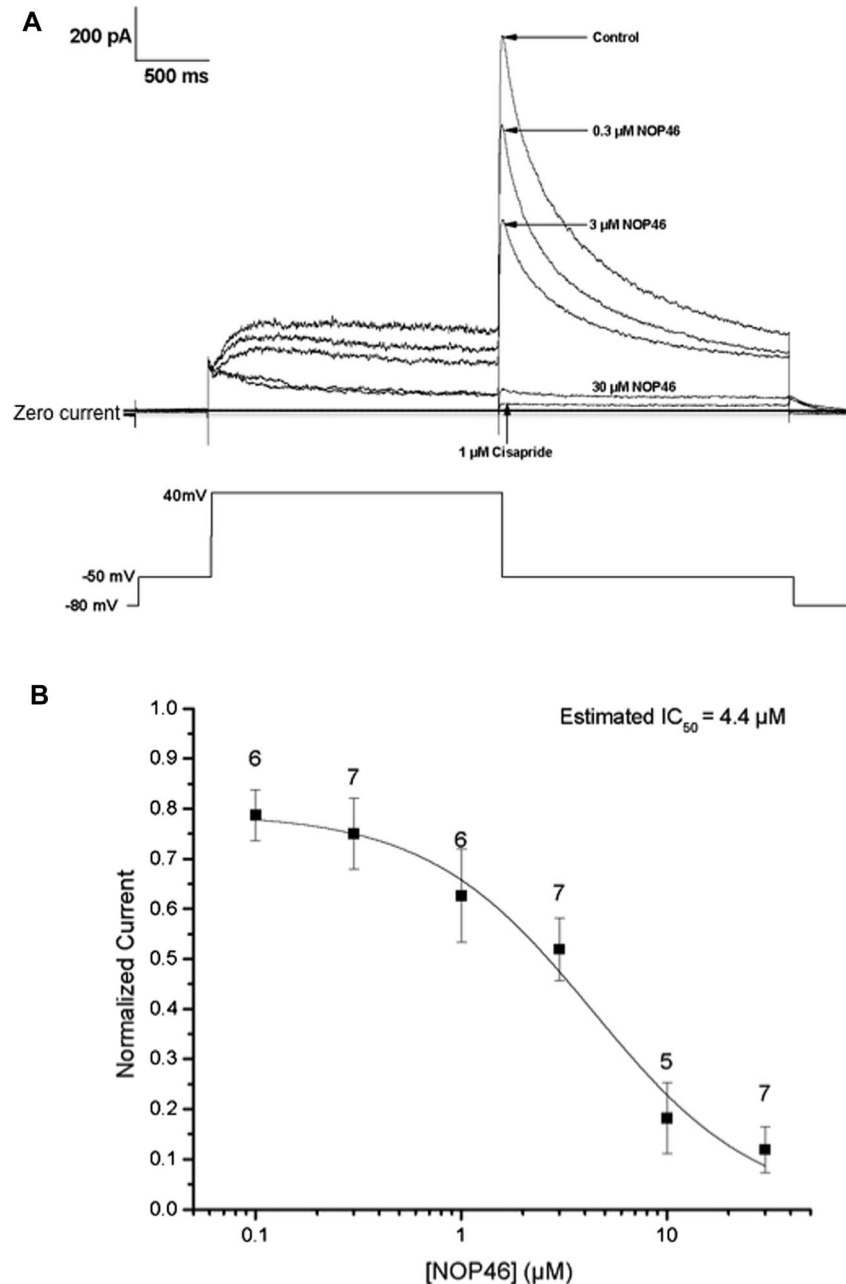 A
200 pA
500 ms
Control
0.3 µM NOP46
3 µM NOP46
30 µM NOP46
Zero current
1 µM Cisapride
40mV
-50 mV
-80 mV
B
Estimated IC50 = 4.4 µM
1.0
0.9
0.8
0.7
0.6
0.5
0.4
0.3
0.2
0.1
0.0
6
7
6
7
5
7
Normalized Current
0.1
1
10
[NOP46] (µM)